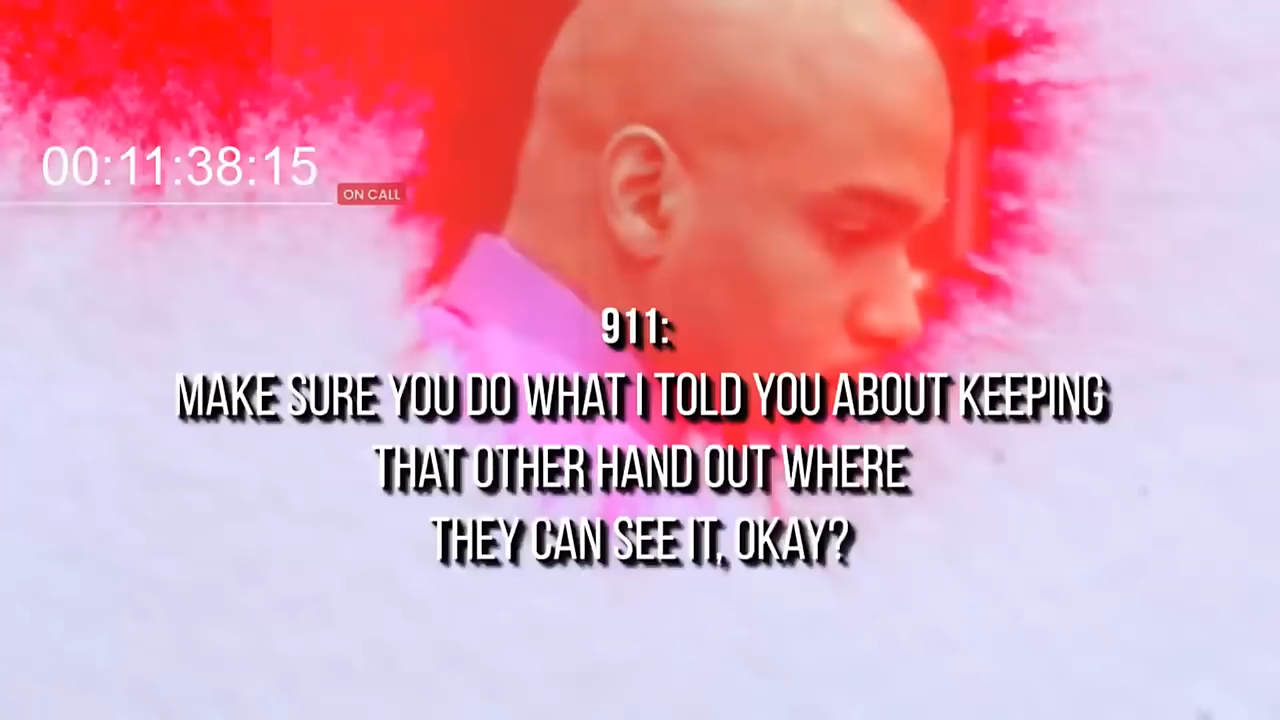 00:11:38:15
ON CALL
911:
MAKE SURE YOU DO WHAT I TOLD YOU ABOUT KEEPING
THAT OTHER HAND OUT WHERE
THEY CAN SEE IT, OKAY?